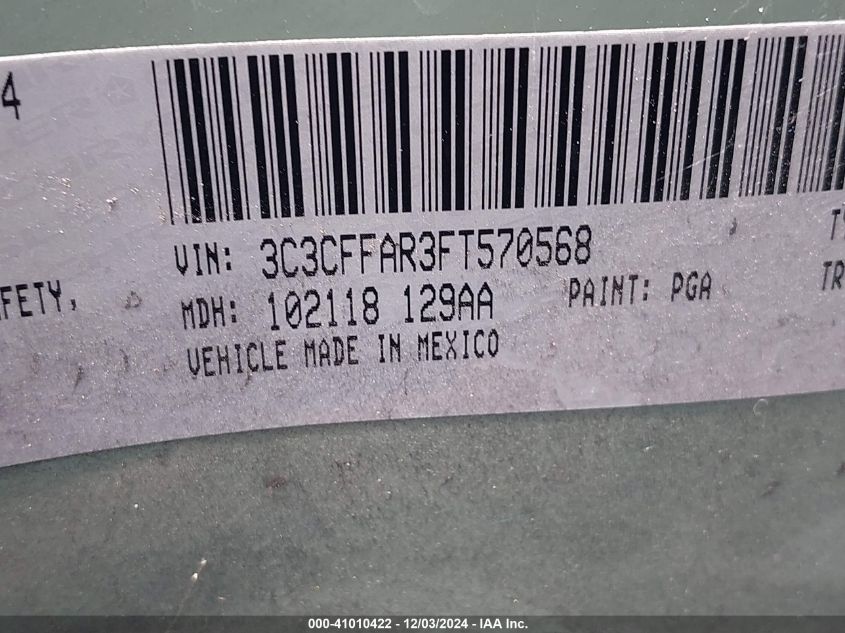 4
VIN: 3C3CFFAR3FT570568
FETY,
MDH: 102118 129AA
PAINT: PGA
TR
VEHICLE MADE IN MEXICO
000-41010422 - 12/03/2024 - IAA Inc.